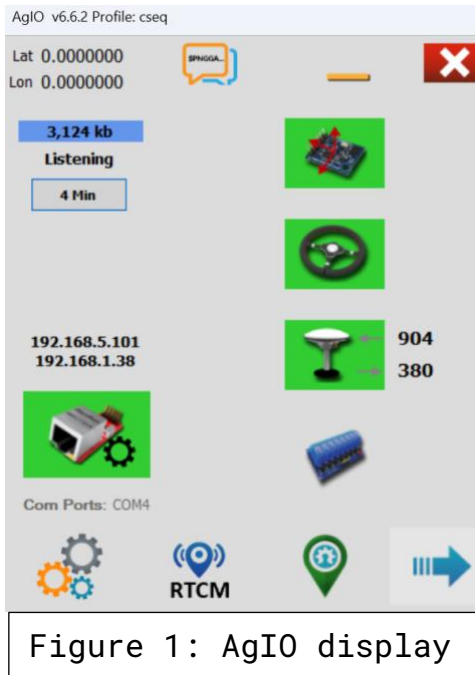 AgIO v6.6.2 Profile: cseq
Lat 0.0000000
Lon 0.0000000
$PNGGA...
3,124 kb
Listening
4 Min
904
380
192.168.5.101
192.168.1.38
Com Ports: COM4
RTCM
Figure 1: AgIO display